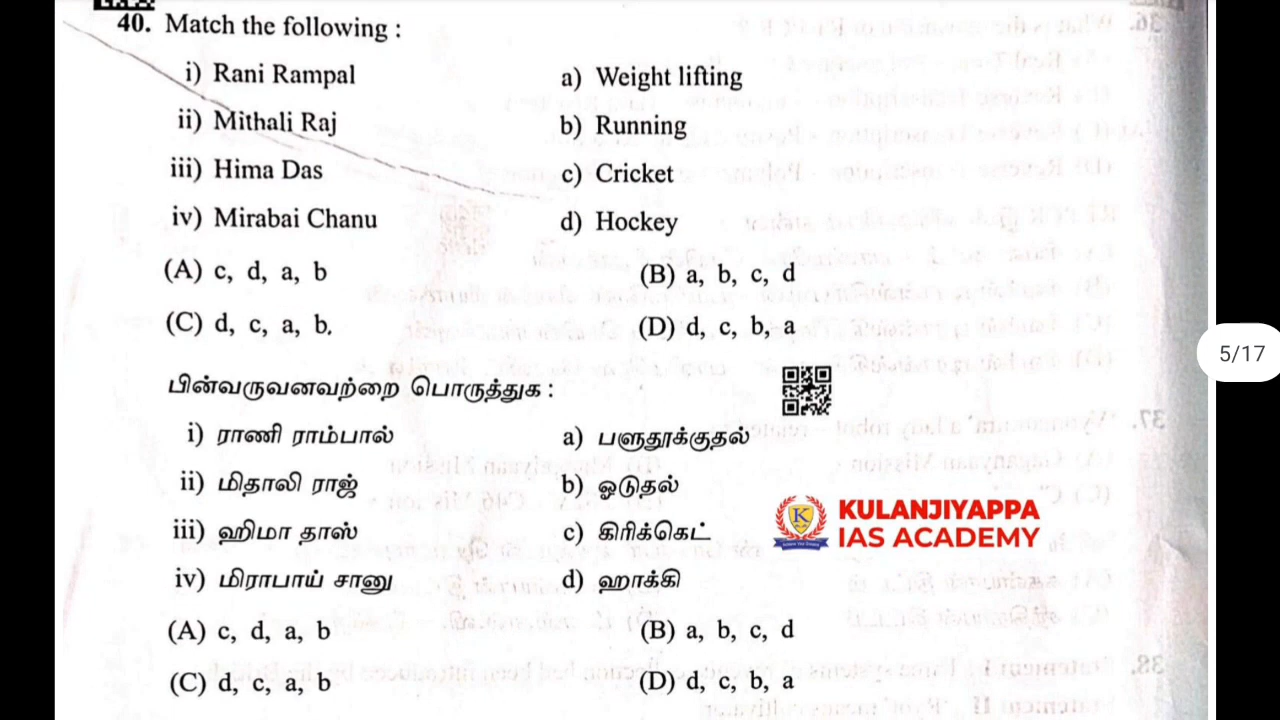 40. Match the following :
i) Rani Rampal a) Weight lifting
ii) Mithali Raj b) Running
iii) Hima Das c) Cricket
iv) Mirabai Chanu d) Hockey
(A) c, d, a, b (B) a, b, c, d
(C) d, c, a, b. (D) d, c, b, a
பின்வருவனவற்றை பொருத்துக :
i) ராணி ராம்பால் a) பளுதூக்குதல்
ii) மிதாலி ராஜ் b) ஓடுதல்
iii) ஹிமா தாஸ் c) கிரிக்கெட்
iv) மிராபாய் சானு d) ஹாக்கி
(A) c, d, a, b (B) a, b, c, d
(C) d, c, a, b (D) d, c, b, a
KULANJIYAPPA
IAS ACADEMY
5/17